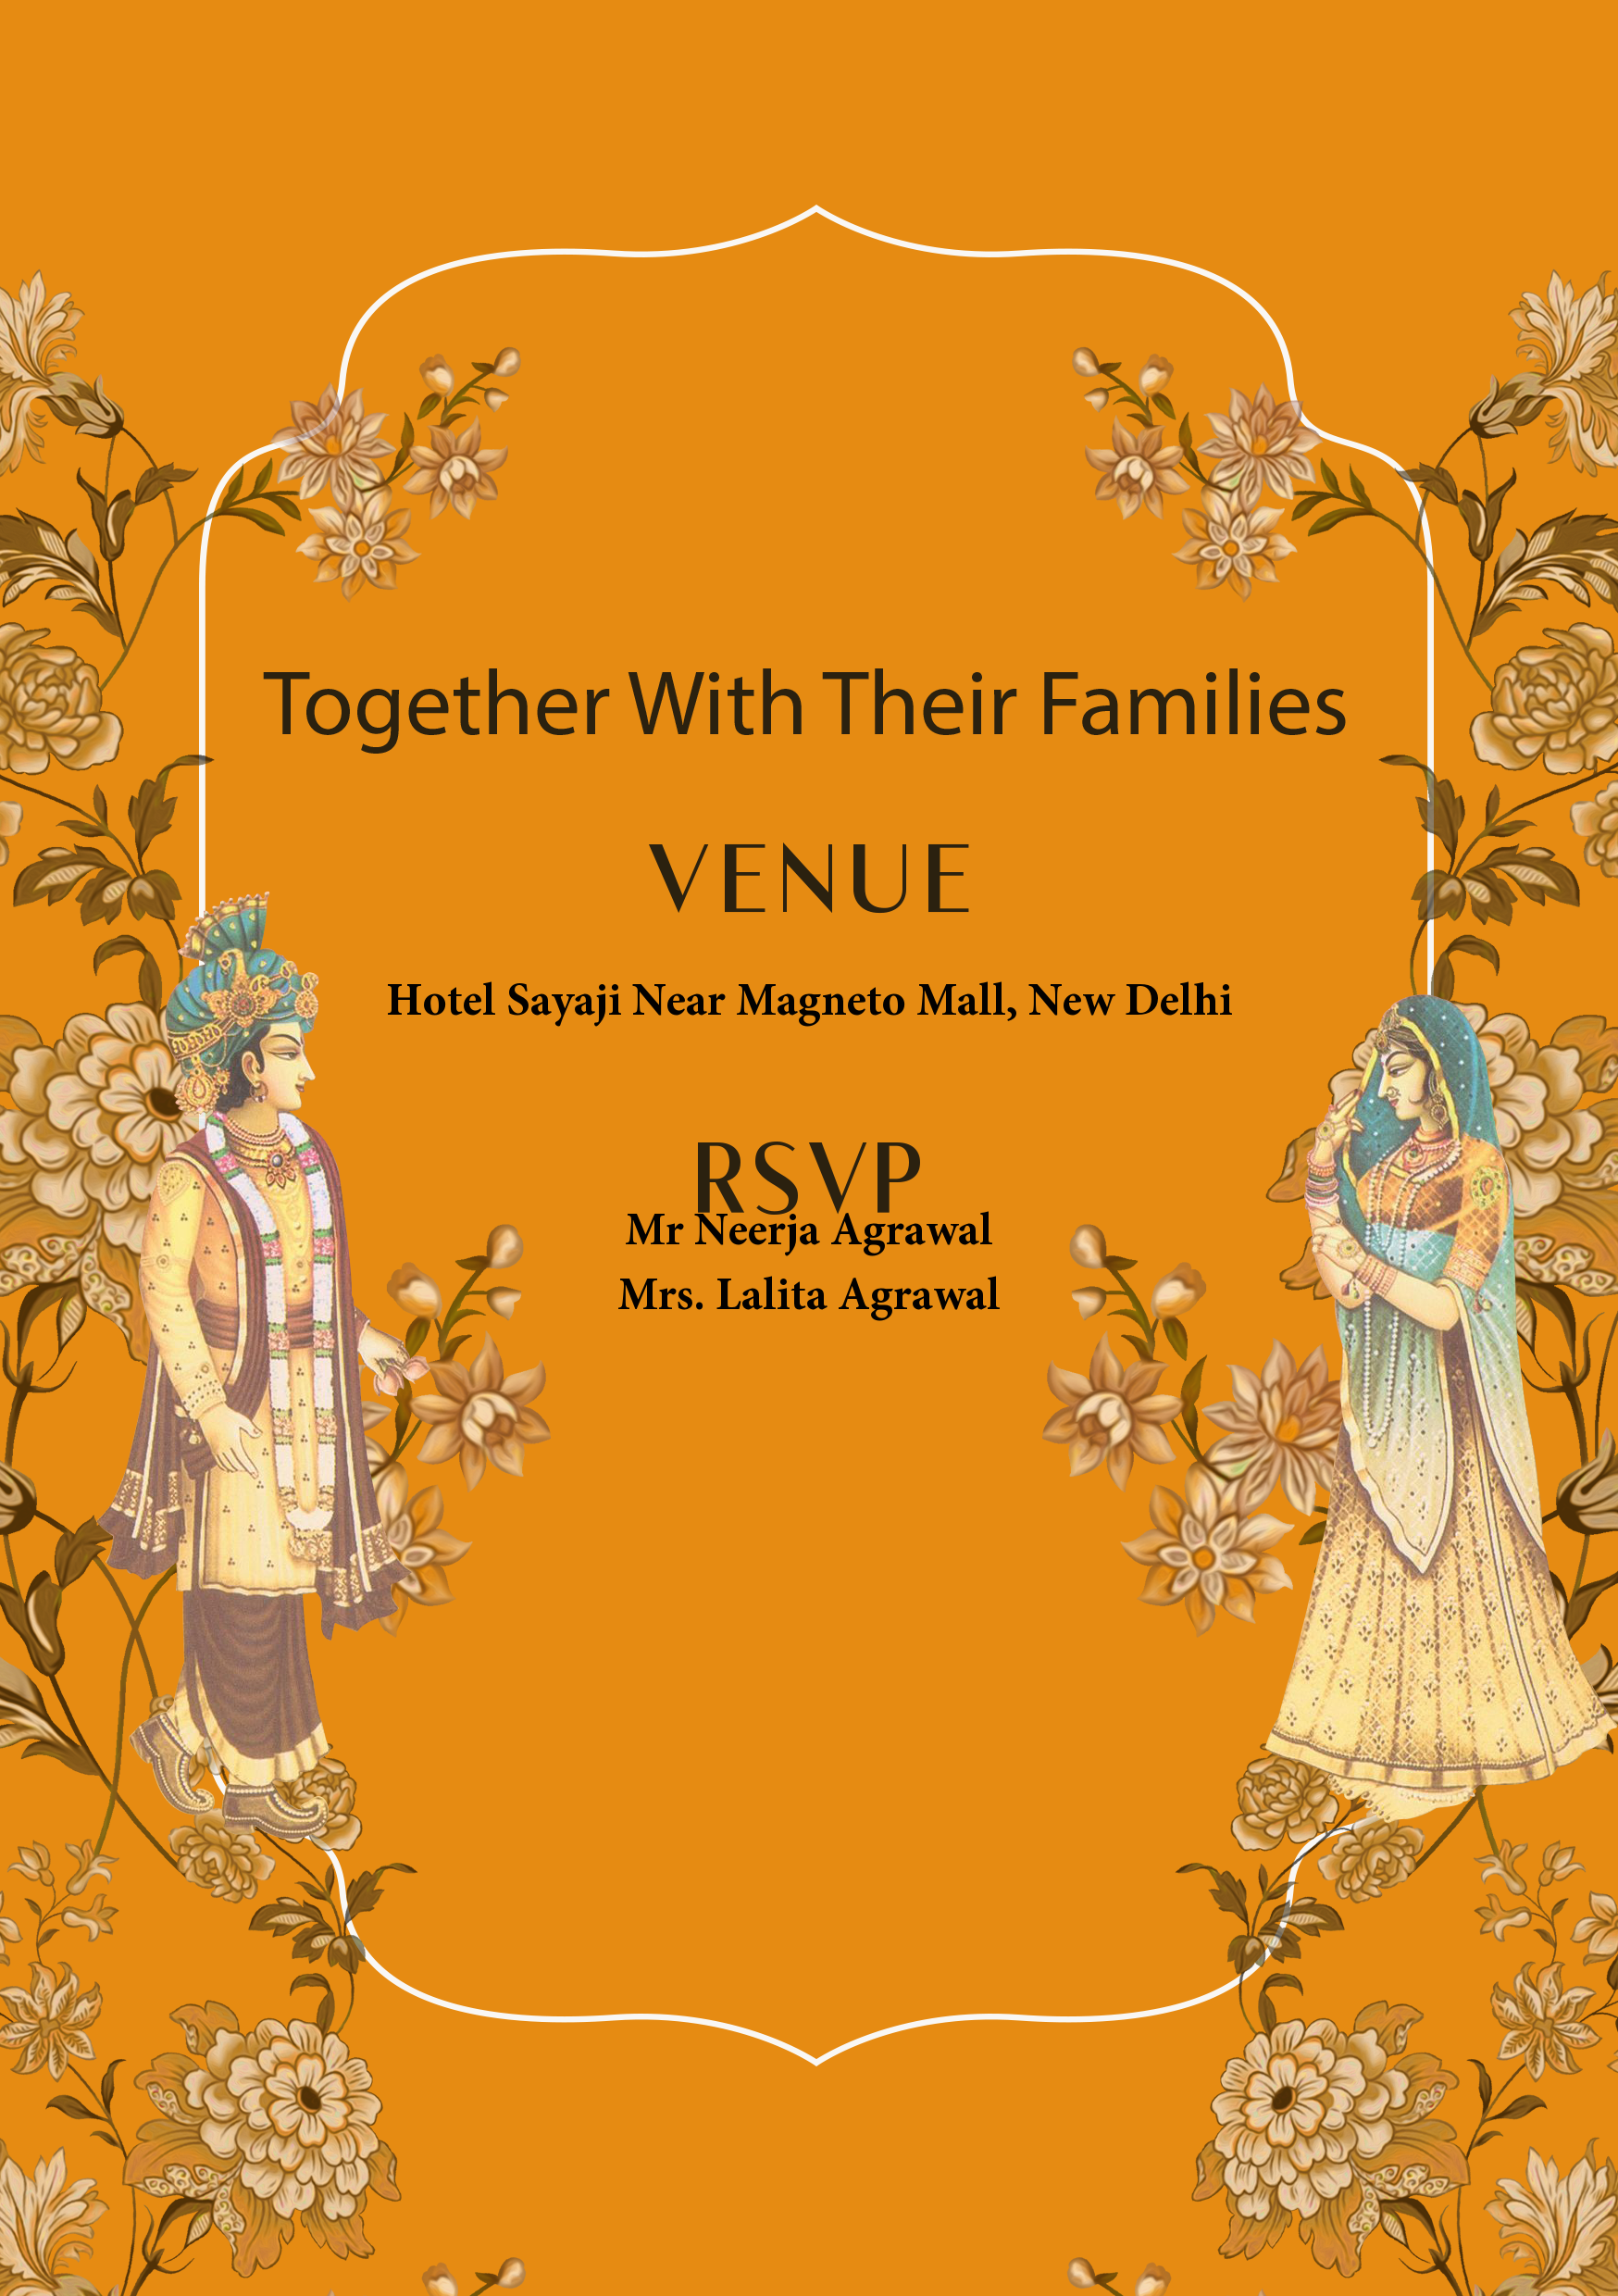 Together With Their Families
VENUE
Hotel Sayaji Near Magneto Mall, New Delhi
RSVP
Mr Neerja Agrawal
Mrs. Lalita Agrawal